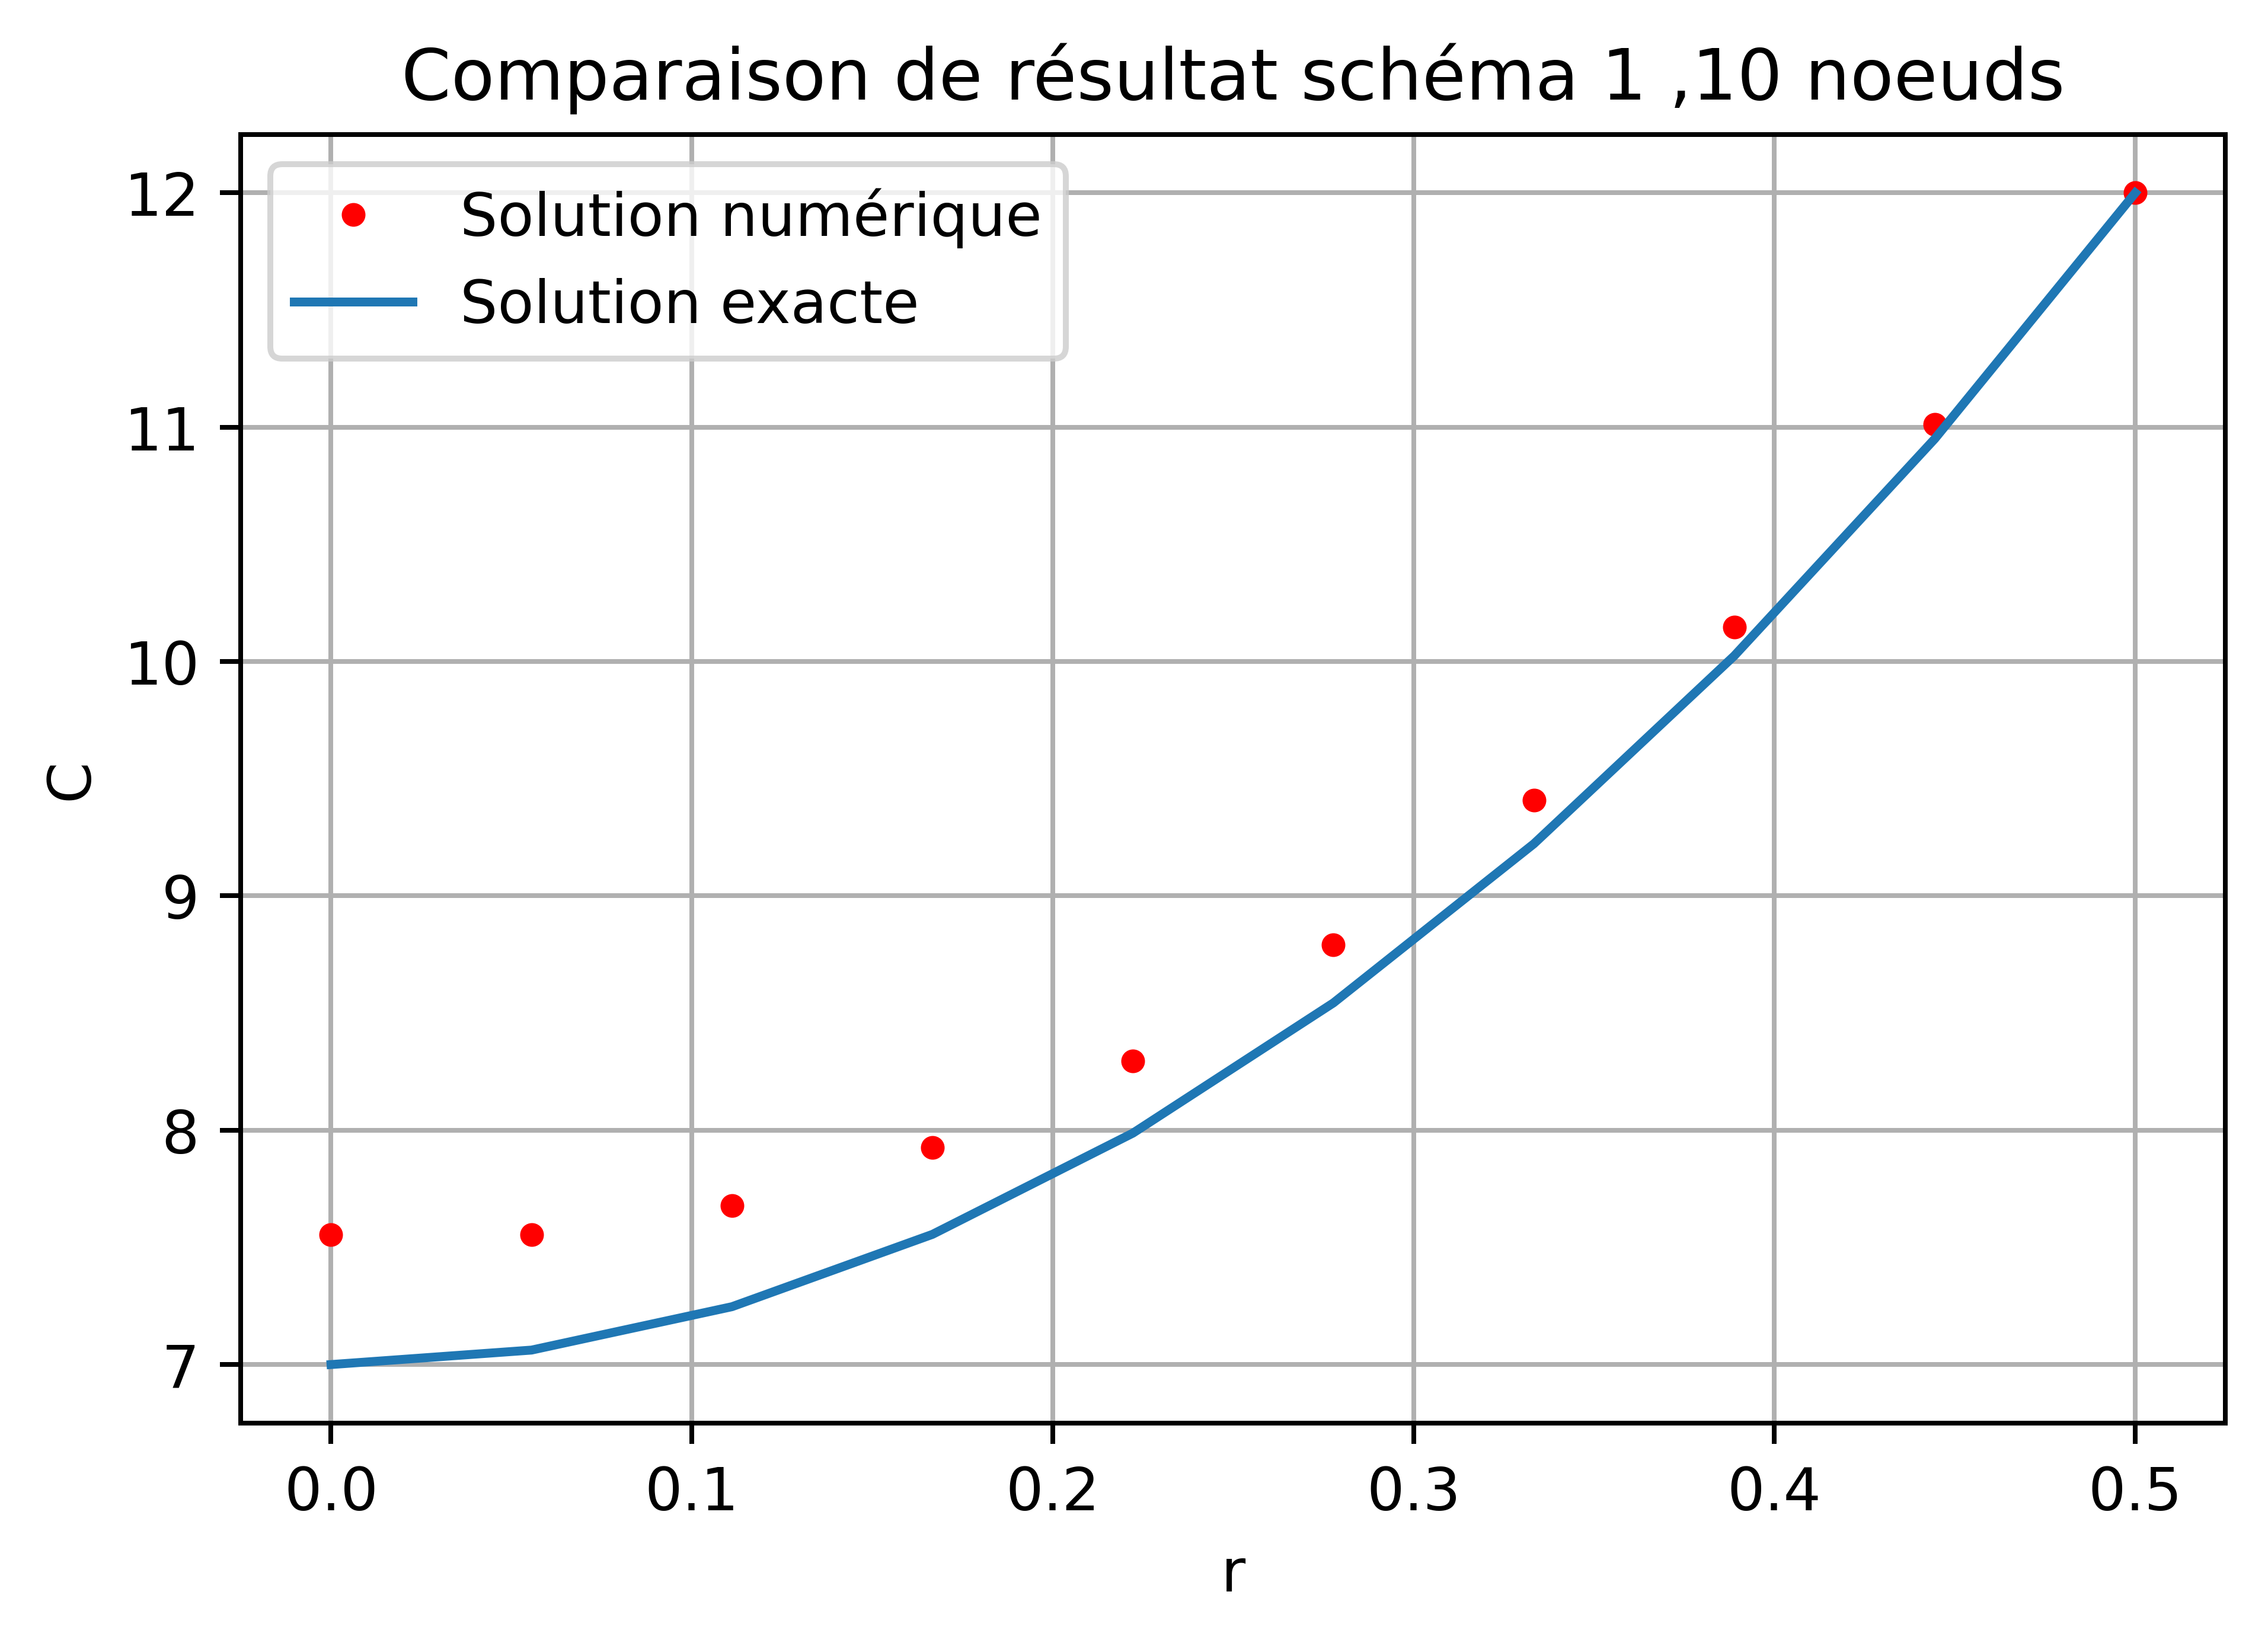 Comparaison de résultat schéma 1 ,10 noeuds
Solution numérique
Solution exacte
12
11
10
9
8
7
C
0.0 0.1 0.2 0.3 0.4 0.5
r